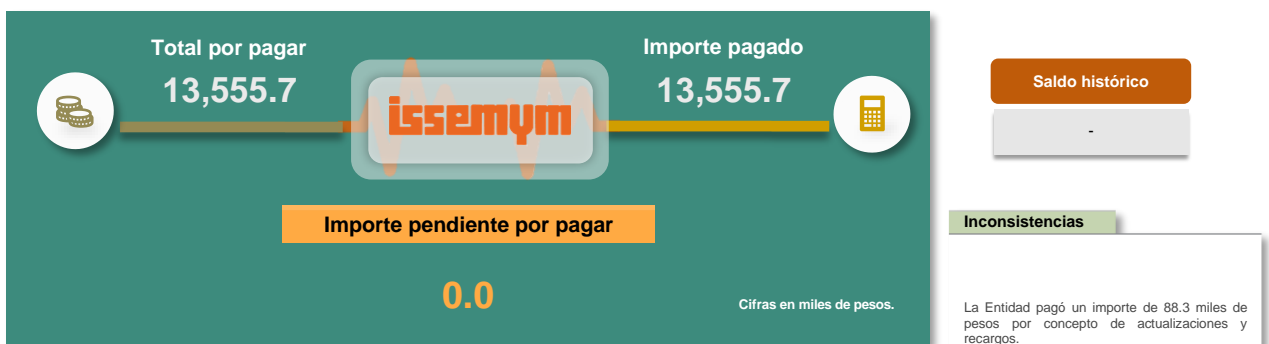 Total por pagar
13,555.7
issemym
Importe pagado
13,555.7
Importe pendiente por pagar
0.0
Cifras en miles de pesos.
Saldo histórico
-
Inconsistencias
La Entidad pagó un importe de 88.3 miles de
pesos por concepto de actualizaciones y
recargos.